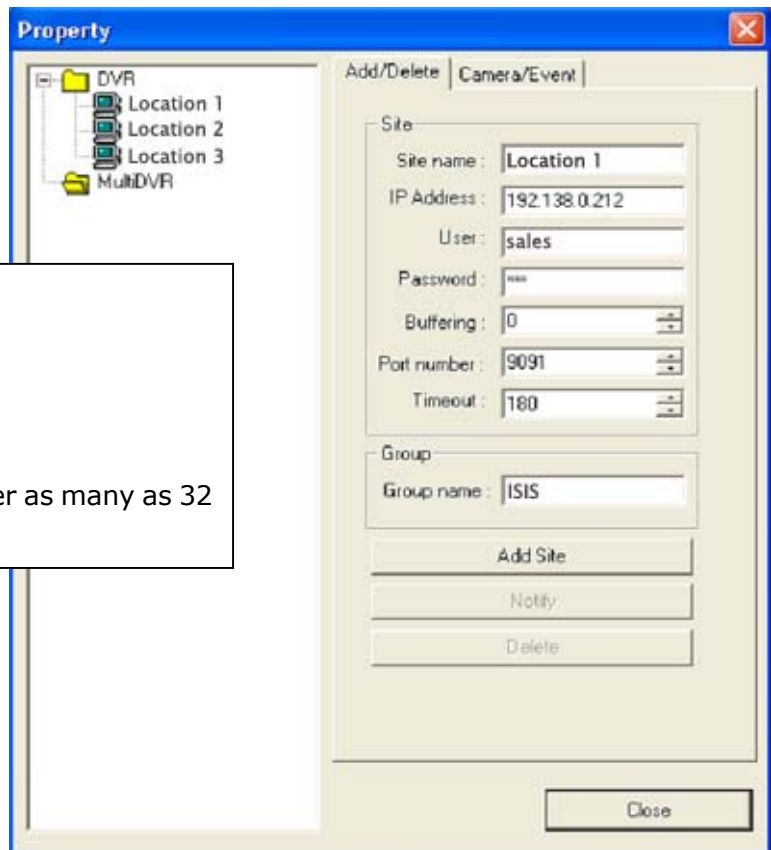 Property
DVR
Location 1
Location 2
Location 3
MultiDVR
er as many as 32
Add/Delete
Camera/Event
Site
Site name : Location 1
IP Address : 192.138.0.212
User : sales
Password : ****
Buffering : 0
Port number : 9091
Timeout : 180
Group
Group name : ISIS
Add Site
Notify
Delete
Close